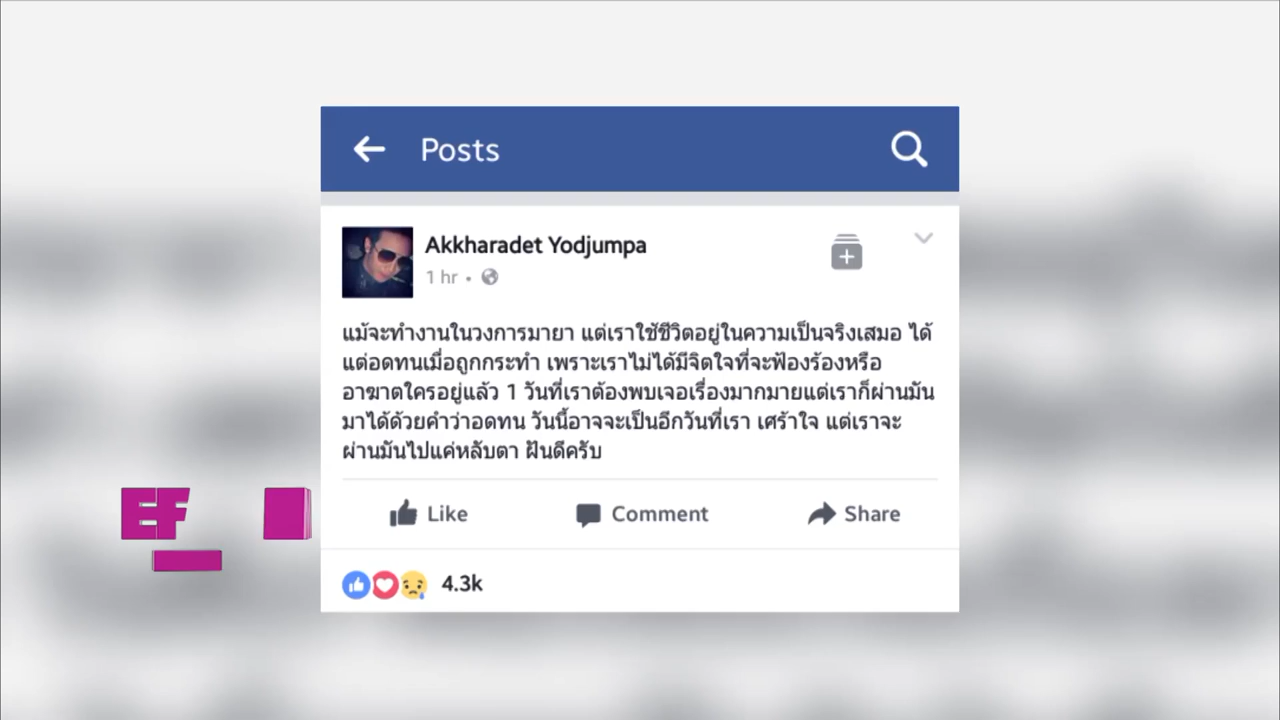 Posts
Akkharadet Yodjumpa
1 hr •
แม้จะทำงานในวงการมายา แต่เราใช้ชีวิตอยู่ในความเป็นจริงเสมอ ได้
แต่อดทนเมื่อถูกกระทำ เพราะเราไม่ได้มีจิตใจที่จะฟ้องร้องหรือ
อาฆาตใครอยู่แล้ว 1 วันที่เราต้องพบเจอเรื่องมากมายแต่เราก็ผ่านมัน
มาได้ด้วยคำว่าอดทน วันนี้อาจจะเป็นอีกวันที่เรา เศร้าใจ แต่เราจะ
ผ่านมันไปแค่หลับตา ฝันดีครับ
EF
Like Comment Share
4.3k